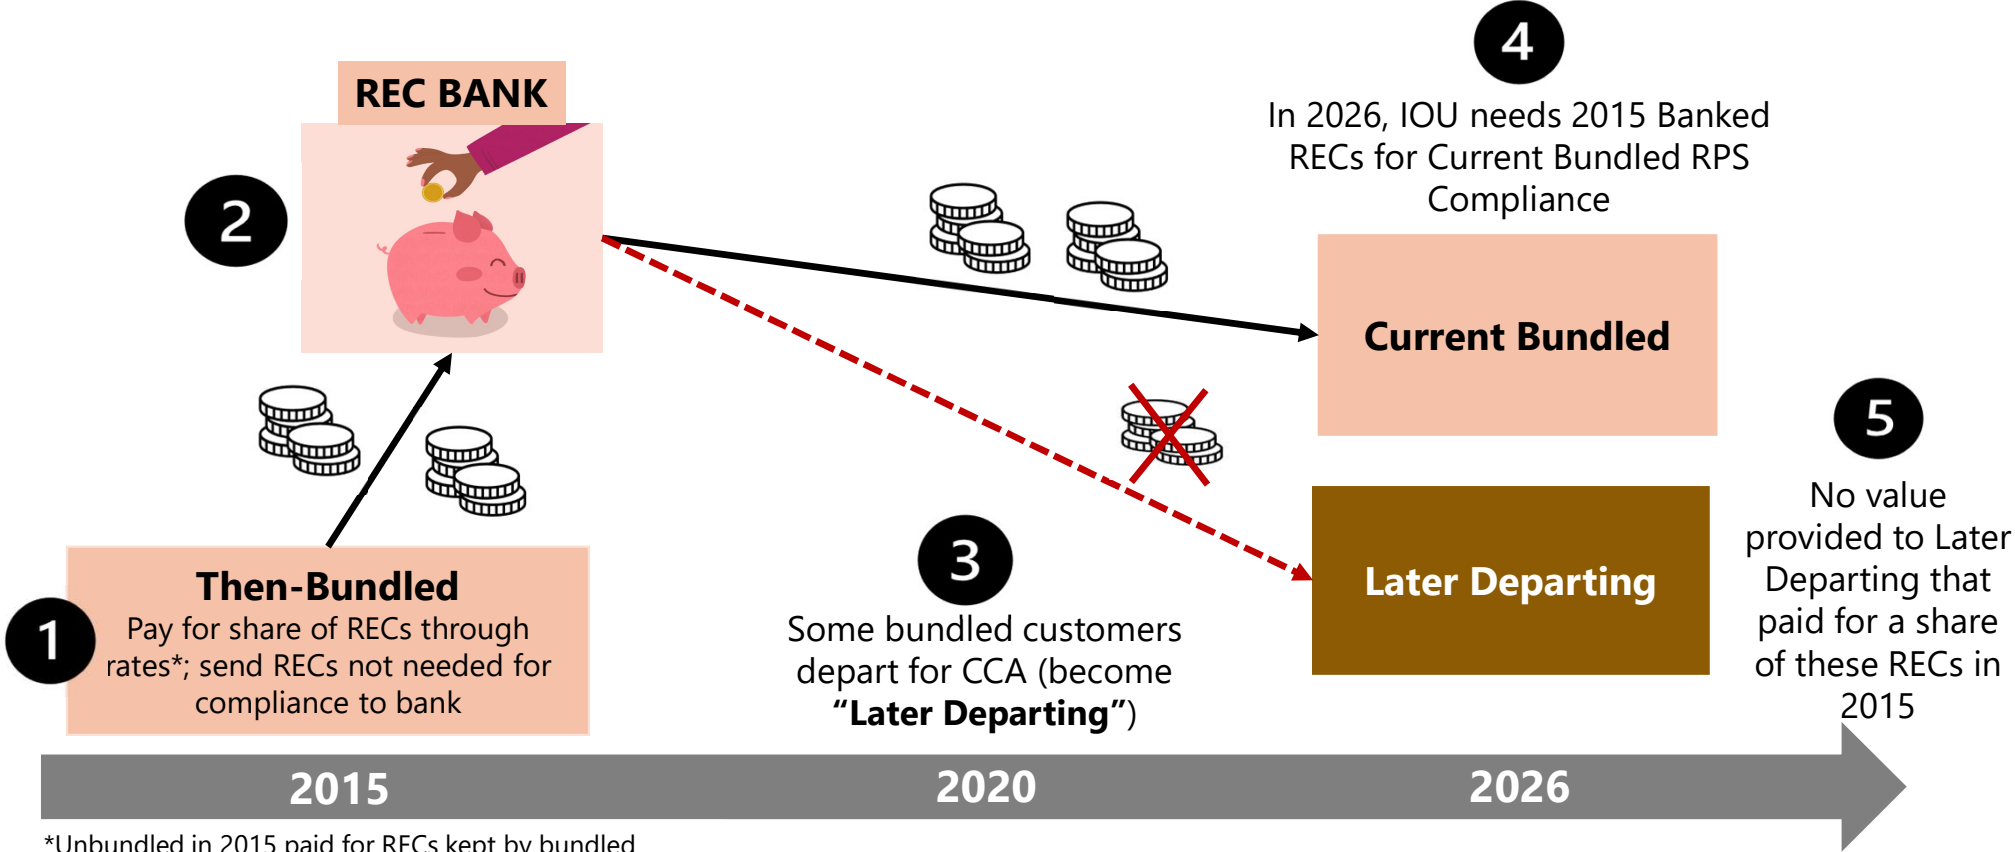 REC BANK
2
1
Then-Bundled
Pay for share of RECs through
rates*; send RECs not needed for
compliance to bank
3
Some bundled customers
depart for CCA (become
“Later Departing”)
4
In 2026, IOU needs 2015 Banked
RECs for Current Bundled RPS
Compliance
Current Bundled
Later Departing
5
No value
provided to Later
Departing that
paid for a share
of these RECs in
2015
2015
2020
2026
*Unbundled in 2015 paid for RECs kept by bundled